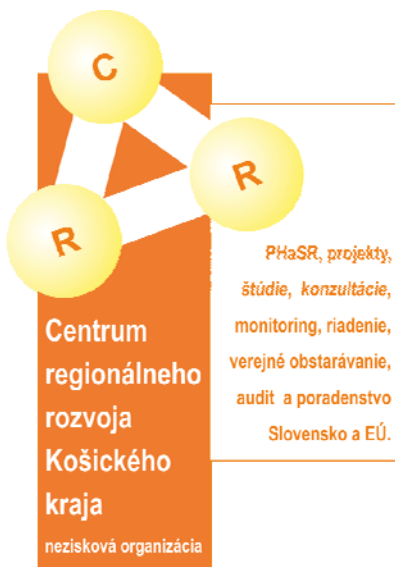 C
R
R
PHaSR, projekty,
štúdie, konzultácie,
monitoring, riadenie,
verejné obstarávanie,
audit a poradenstvo
Slovensko a EÚ.
Centrum
regionálneho
rozvoja
Košického
kraja
nezisková organizácia